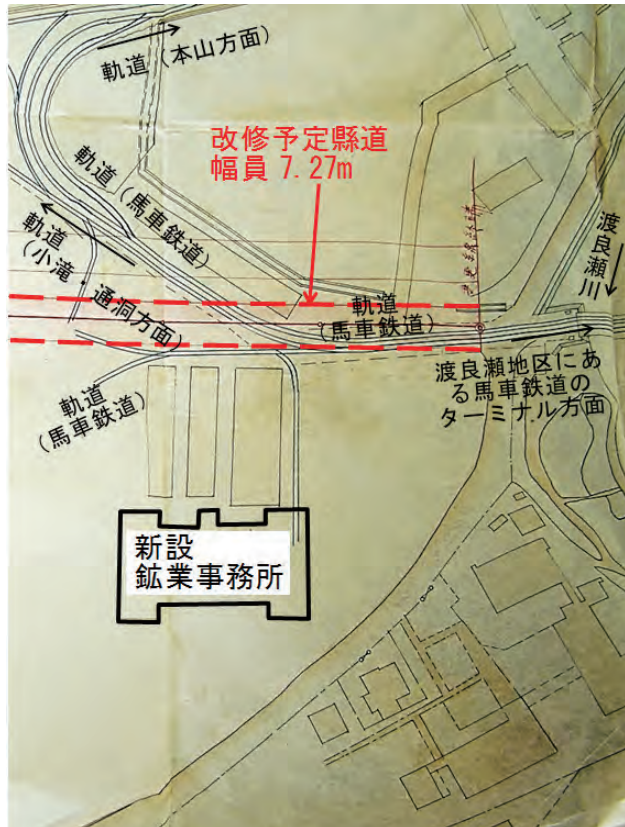 軌道(本山方面)
改修予定縣道
幅員 7.27m
軌道(馬車鉄道)
軌道
(小滝・通洞方面)
渡良瀬川
軌道
(馬車鉄道)
渡良瀬地区にあ
る馬車鉄道の
ターミナル方面
軌道
(馬車鉄道)
新設
鉱業事務所